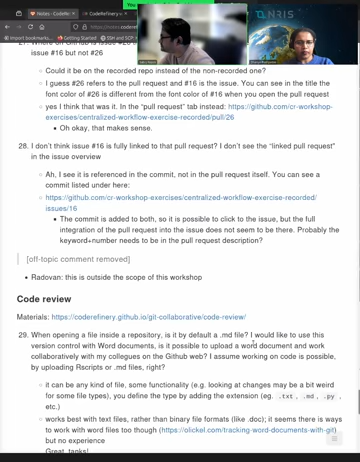 issue #16 but not #26
Could it be on the recorded repo instead of the non-recorded one?
I guess #26 refers to the pull request and #16 is the issue. You can see in the title
the font color of #26 is different from the font color of #16 when you open the pull request
yes I think that was it. In the "pull request" tab instead: https://github.com/cr-workshop-
exercises/centralized-workflow-exercise-recorded/pull/26
Oh okay, that makes sense.
28. I don't think issue #16 is fully linked to that pull request? I don't see the "linked pull request"
in the issue overview
Ah, I see it is referenced in the commit, not in the pull request itself. You can see a
commit listed under here:
https://github.com/cr-workshop-exercises/centralized-workflow-exercise-recorded/
issues/16
The commit is added to both, so it is possible to click to the issue, but the full
integration of the pull request into the issue does not seem to be there. Probably the
keyword+number needs to be in the pull request description?
[off-topic comment removed]
Radovan: this is outside the scope of this workshop
Code review
Materials: https://coderefinery.github.io/git-collaborative/code-review/
29. When opening a file inside a repository, is it by default a .md file? I would like to use this
version control with Word documents, is it possible to upload a word document and work
collaboratively with my collegues on the Github web? I assume working on code is possible,
by uploading Rscripts or .md files, right?
it can be any kind of file, some functionality (e.g. looking at changes may be a bit weird
for some file types), you define the type by adding the extension (eg. .txt , .md , .py ,
etc.)
works best with text files, rather than binary file formats (like .doc); it seems there is ways
to work with word files too though (https://olickel.com/tracking-word-documents-with-git)
but no experience
Great, tanks!